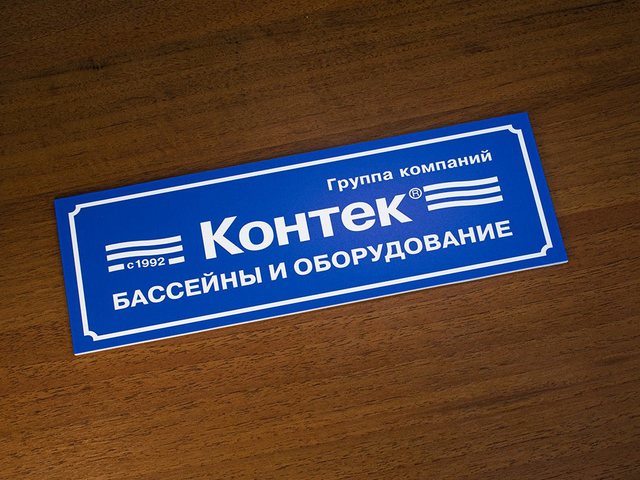 Группа компаний
Контек®
с 1992
БАССЕЙНЫ И ОБОРУДОВАНИЕ